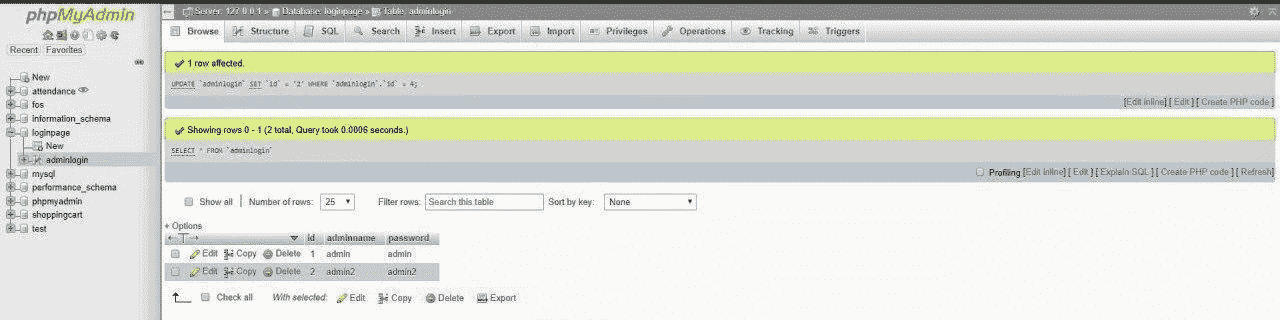 phpMyAdmin
Recent Favorites
New
attendance
fos
information_schema
loginpage
New
adminlogin
mysql
performance_schema
phpmyadmin
shoppingcart
test
Server: 127.0.0.1 » Database: loginpage » Table: adminlogin
Browse Structure SQL Search Insert Export Import Privileges Operations Tracking Triggers
1 row affected.
UPDATE `adminlogin` SET `id` = '2' WHERE `adminlogin`.`id` = 4;
[Edit inline] [ Edit ] [ Create PHP code ]
Showing rows 0 - 1 (2 total, Query took 0.0006 seconds.)
SELECT * FROM `adminlogin`
Profiling [Edit inline] [ Edit ] [ Explain SQL ] [ Create PHP code ] [ Refresh]
Show all | Number of rows: 25 Filter rows: Search this table Sort by key: None
+ Options
id adminname password
Edit Copy Delete 1 admin admin
Edit Copy Delete 2 admin2 admin2
Check all With selected: Edit Copy Delete Export